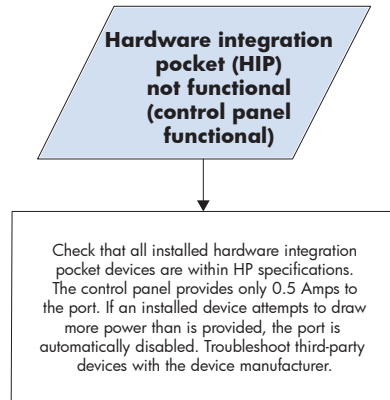 Hardware integration
pocket (HIP)
not functional
(control panel
functional)
Check that all installed hardware integration
pocket devices are within HP specifications.
The control panel provides only 0.5 Amps to
the port. If an installed device attempts to draw
more power than is provided, the port is
automatically disabled. Troubleshoot third-party
devices with the device manufacturer.